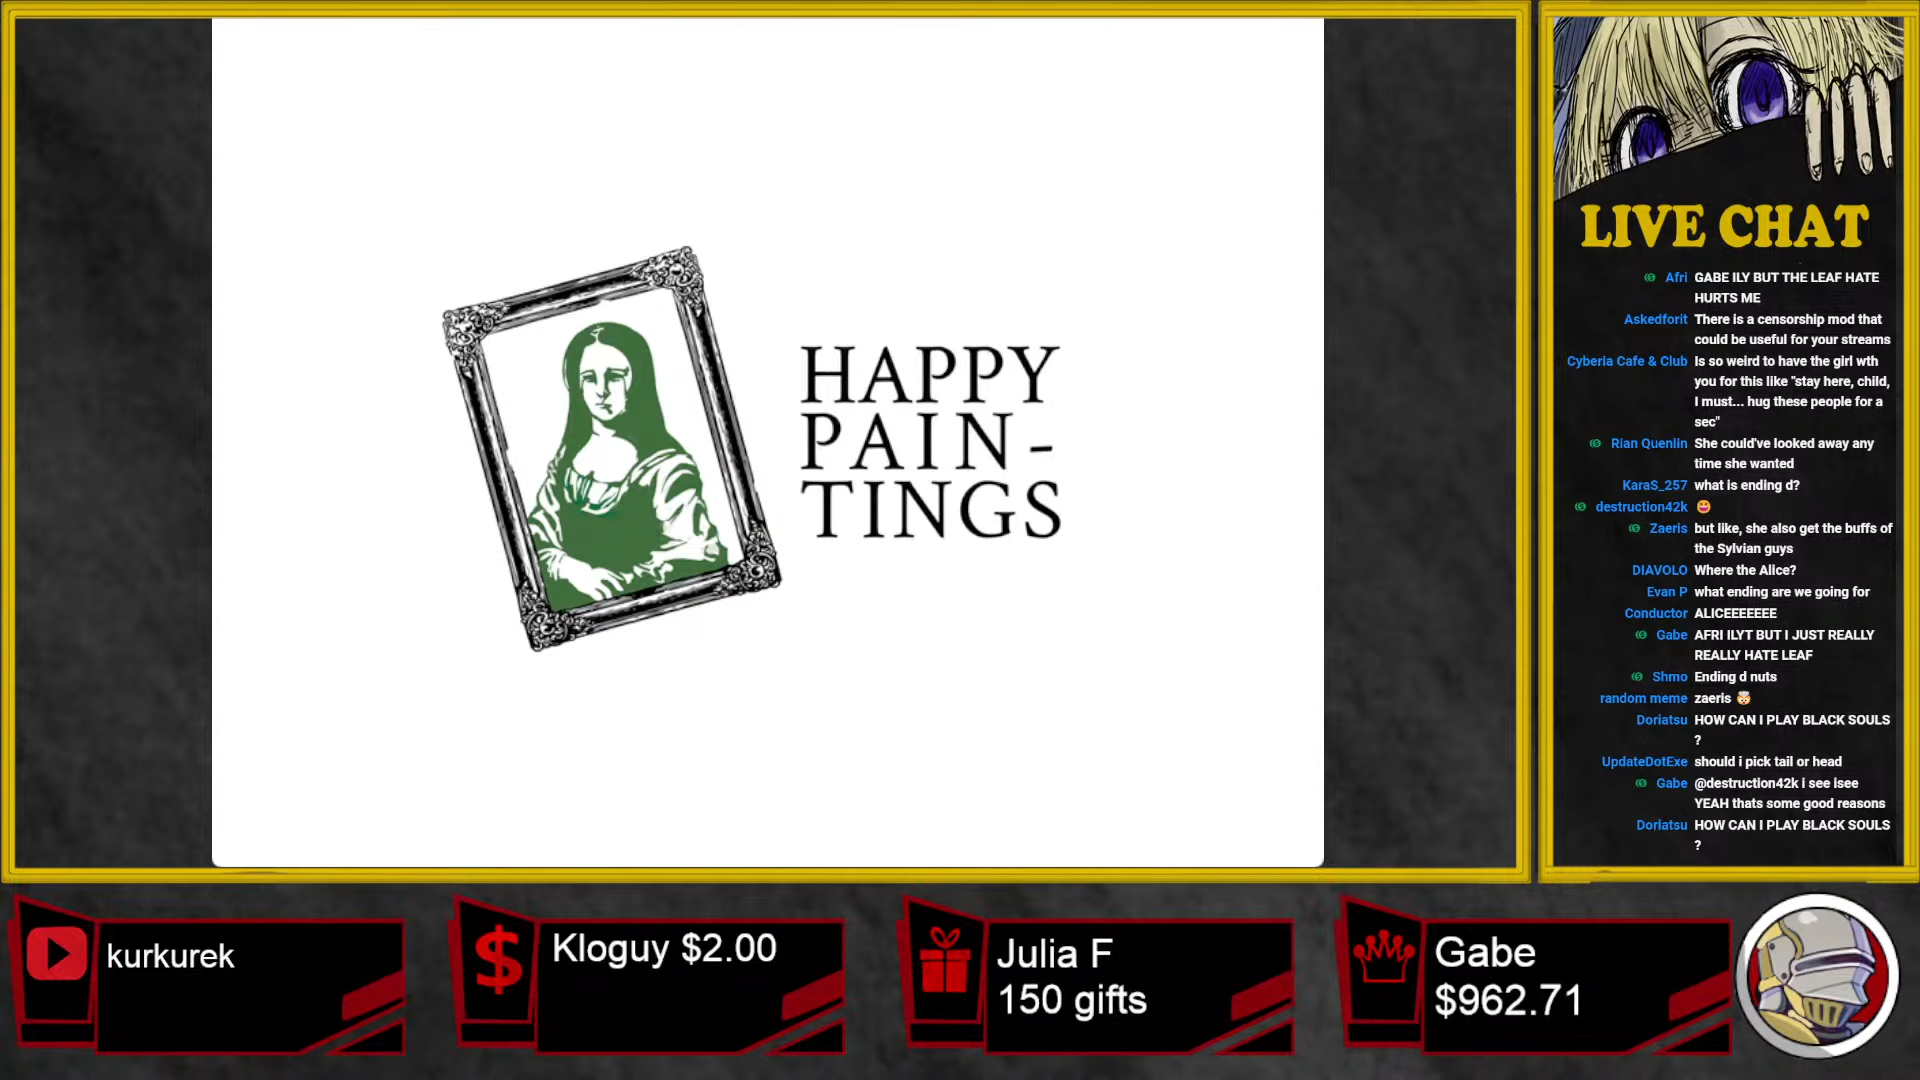 HAPPY
PAIN-
TINGS
LIVE CHAT
Afri GABE ILY BUT THE LEAF HATE
HURTS ME
Askedforit There is a censorship mod that
could be useful for your streams
Cyberia Cafe & Club Is so weird to have the girl wth
you for this like "stay here, child,
I must... hug these people for a
sec"
Rian Quenlin She could've looked away any
time she wanted
KaraS_257 what is ending d?
destruction42k
Zaeris but like, she also get the buffs of
the Sylvian guys
DIAVOLO Where the Alice?
Evan P what ending are we going for
Conductor ALICEEEEEEE
Gabe AFRI ILYT BUT I JUST REALLY
REALLY HATE LEAF
Shmo Ending d nuts
random meme zaeris 🤯
Doriatsu HOW CAN I PLAY BLACK SOULS
?
UpdateDotExe should i pick tail or head
Gabe @destruction42k i see isee
YEAH thats some good reasons
Doriatsu HOW CAN I PLAY BLACK SOULS
?
kurkurek
$ Kloguy $2.00
Julia F
150 gifts
Gabe
$962.71